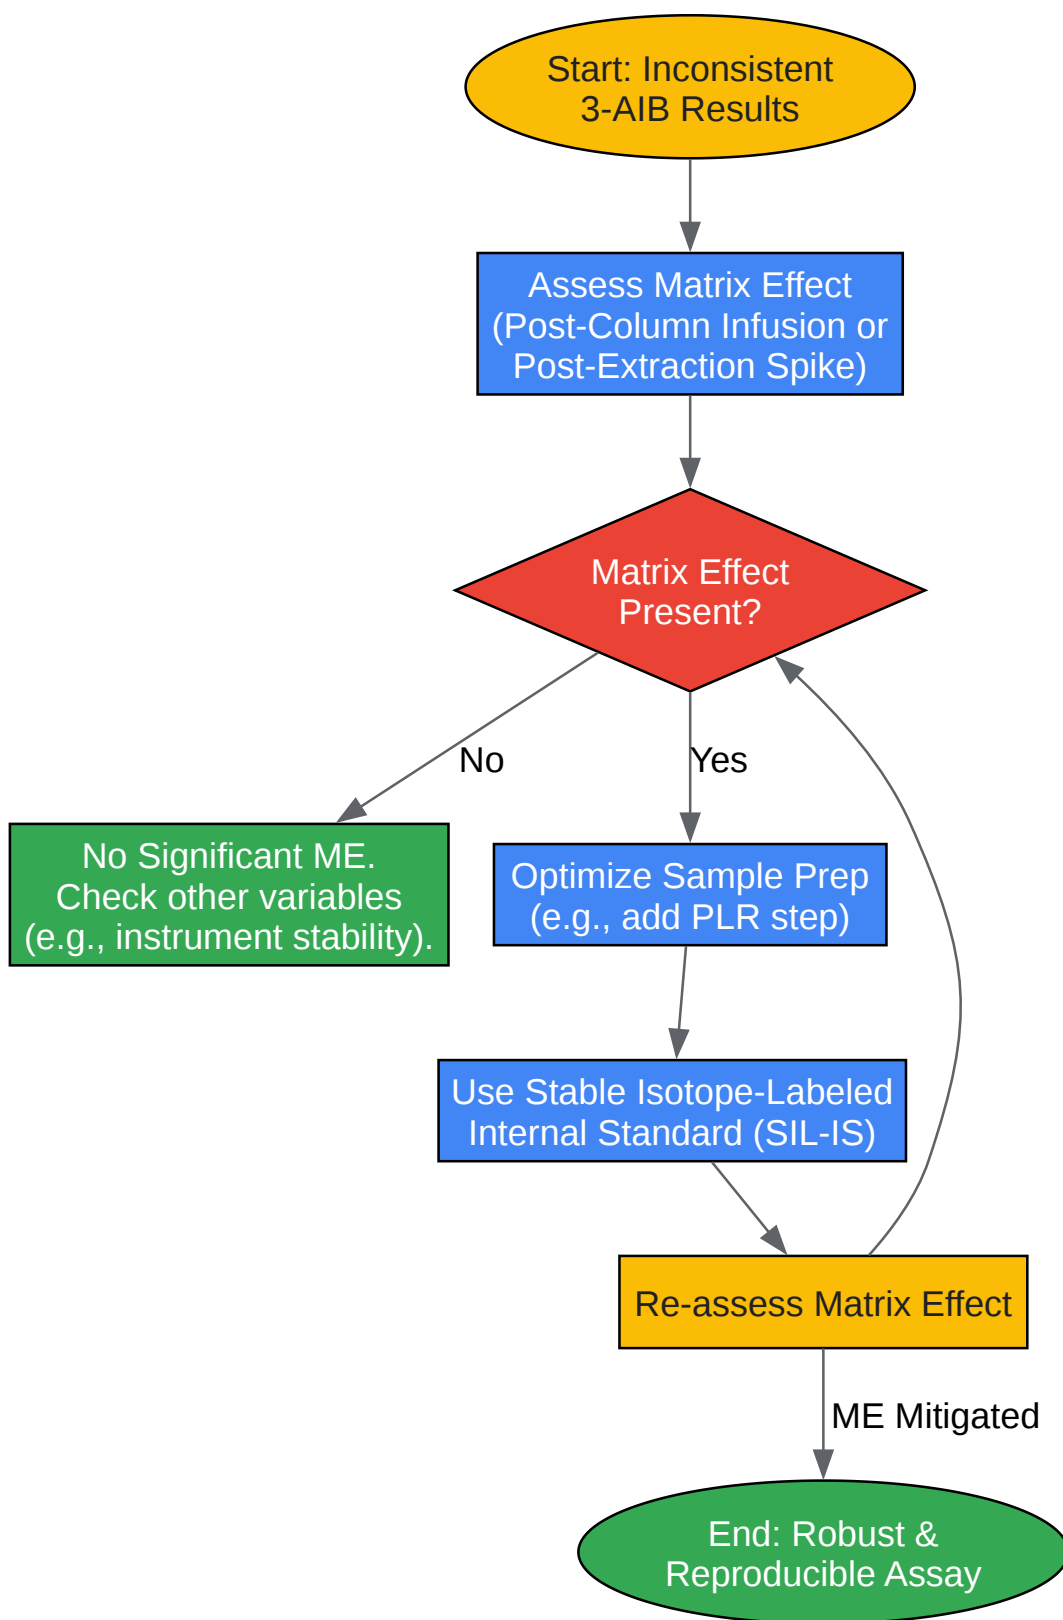 Start: Inconsistent
3-AIB Results
Assess Matrix Effect
(Post-Column Infusion or
Post-Extraction Spike)
Matrix Effect
Present?
No
Yes
No Significant ME.
Check other variables
(e.g., instrument stability).
Optimize Sample Prep
(e.g., add PLR step)
Use Stable Isotope-Labeled
Internal Standard (SIL-IS)
Re-assess Matrix Effect
ME Mitigated
End: Robust &
Reproducible Assay